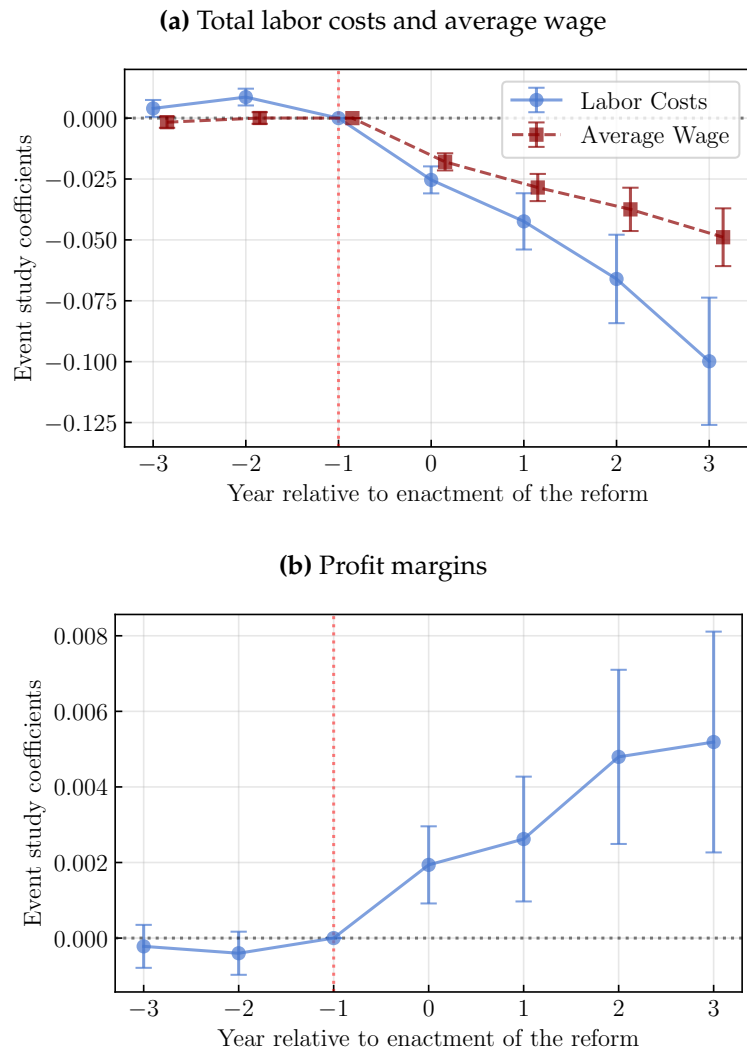 (a) Total labor costs and average wage
Event study coefficients
0.000
−0.025
−0.050
−0.075
−0.100
−0.125
Labor Costs
Average Wage
−3 −2 −1 0 1 2 3
Year relative to enactment of the reform
(b) Profit margins
Event study coefficients
0.008
0.006
0.004
0.002
0.000
−3 −2 −1 0 1 2 3
Year relative to enactment of the reform